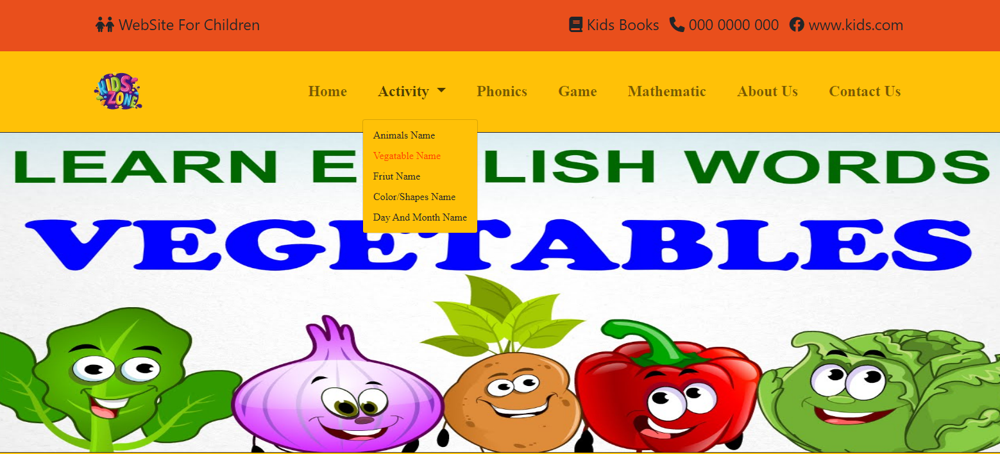 WebSite For Children
Kids Books 000 0000 000 www.kids.com
KIDS ZONE
Home Activity Phonics Game Mathematic About Us Contact Us
Animals Name
Vegatable Name
Friut Name
Color/Shapes Name
Day And Month Name
LEARN E LISH WORDS
VEGETABLES